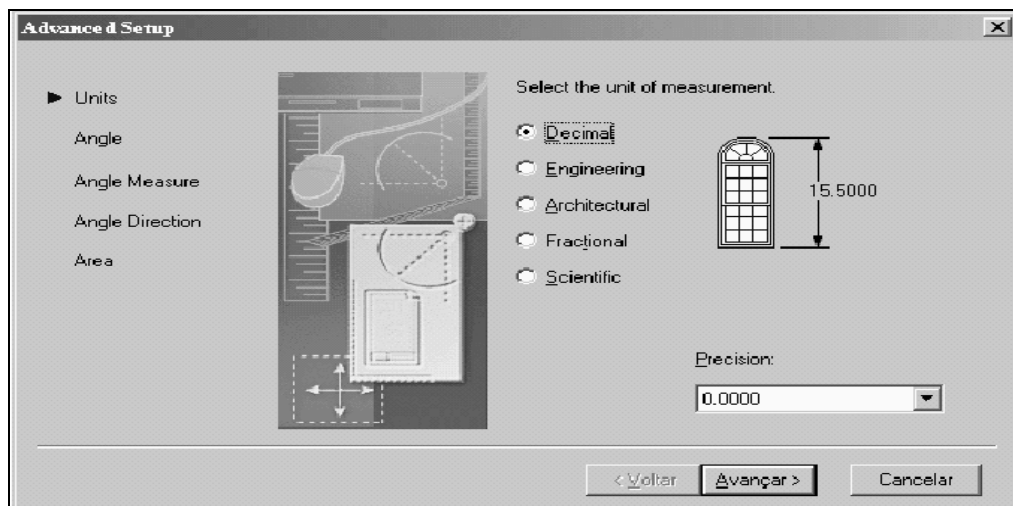 Advanced Setup
Units
Angle
Angle Measure
Angle Direction
Area
Select the unit of measurement.
Decimal
Engineering
Architectural
Fractional
Scientific
15.5000
Precision:
0.0000
< Voltar
Avançar >
Cancelar